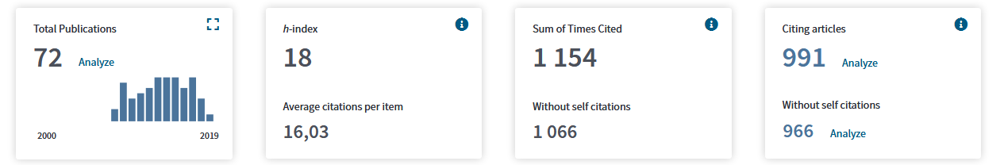 Total Publications
72 Analyze
2000 2019
h-index
18
Average citations per item
16,03
Sum of Times Cited
1 154
Without self citations
1 066
Citing articles
991 Analyze
Without self citations
966 Analyze